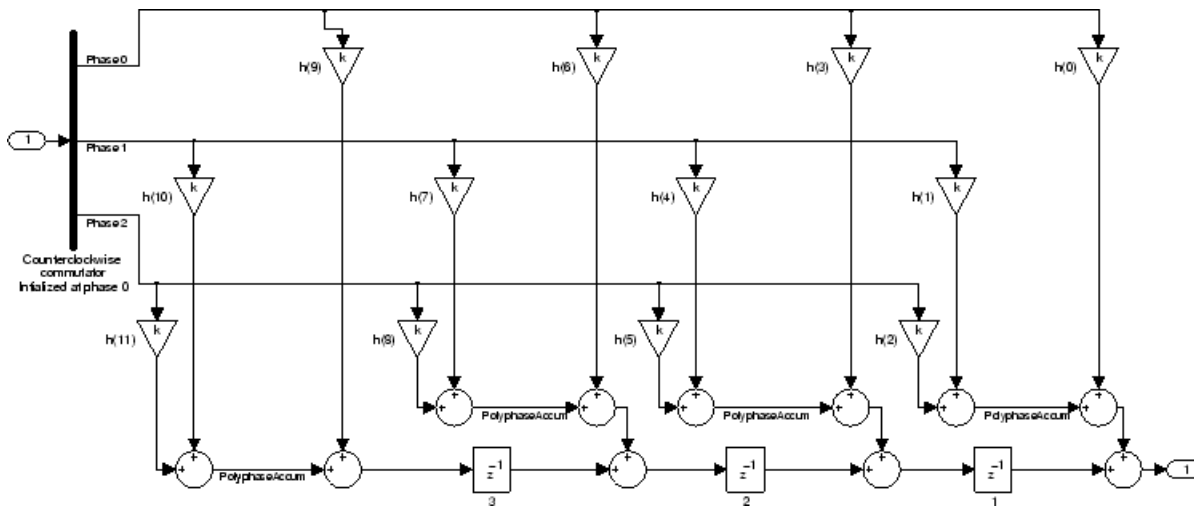 Phase 0
k
k
k
k
h(9)
h(6)
h(3)
h(0)
1
Phase 1
k
k
k
k
h(10)
h(7)
h(4)
h(1)
Phase 2
Counterclockwise
commutator
Intialized at phase 0
k
k
k
k
h(11)
h(8)
h(5)
h(2)
+
+
+
+
+
+
+
+
+
+
+
+
PolyphaseAccum
PolyphaseAccum
PolyphaseAccum
+
+
+
+
PolyphaseAccum
z⁻¹
+
+
z⁻¹
+
+
z⁻¹
+
+
1
3
2
1